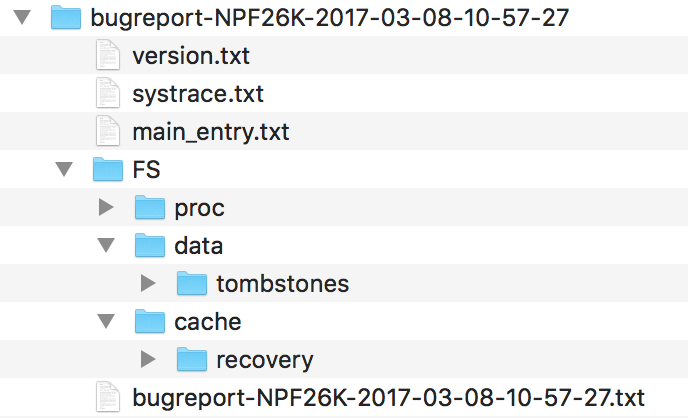 bugreport-NPF26K-2017-03-08-10-57-27
version.txt
systrace.txt
main_entry.txt
FS
proc
data
tombstones
cache
recovery
bugreport-NPF26K-2017-03-08-10-57-27.txt